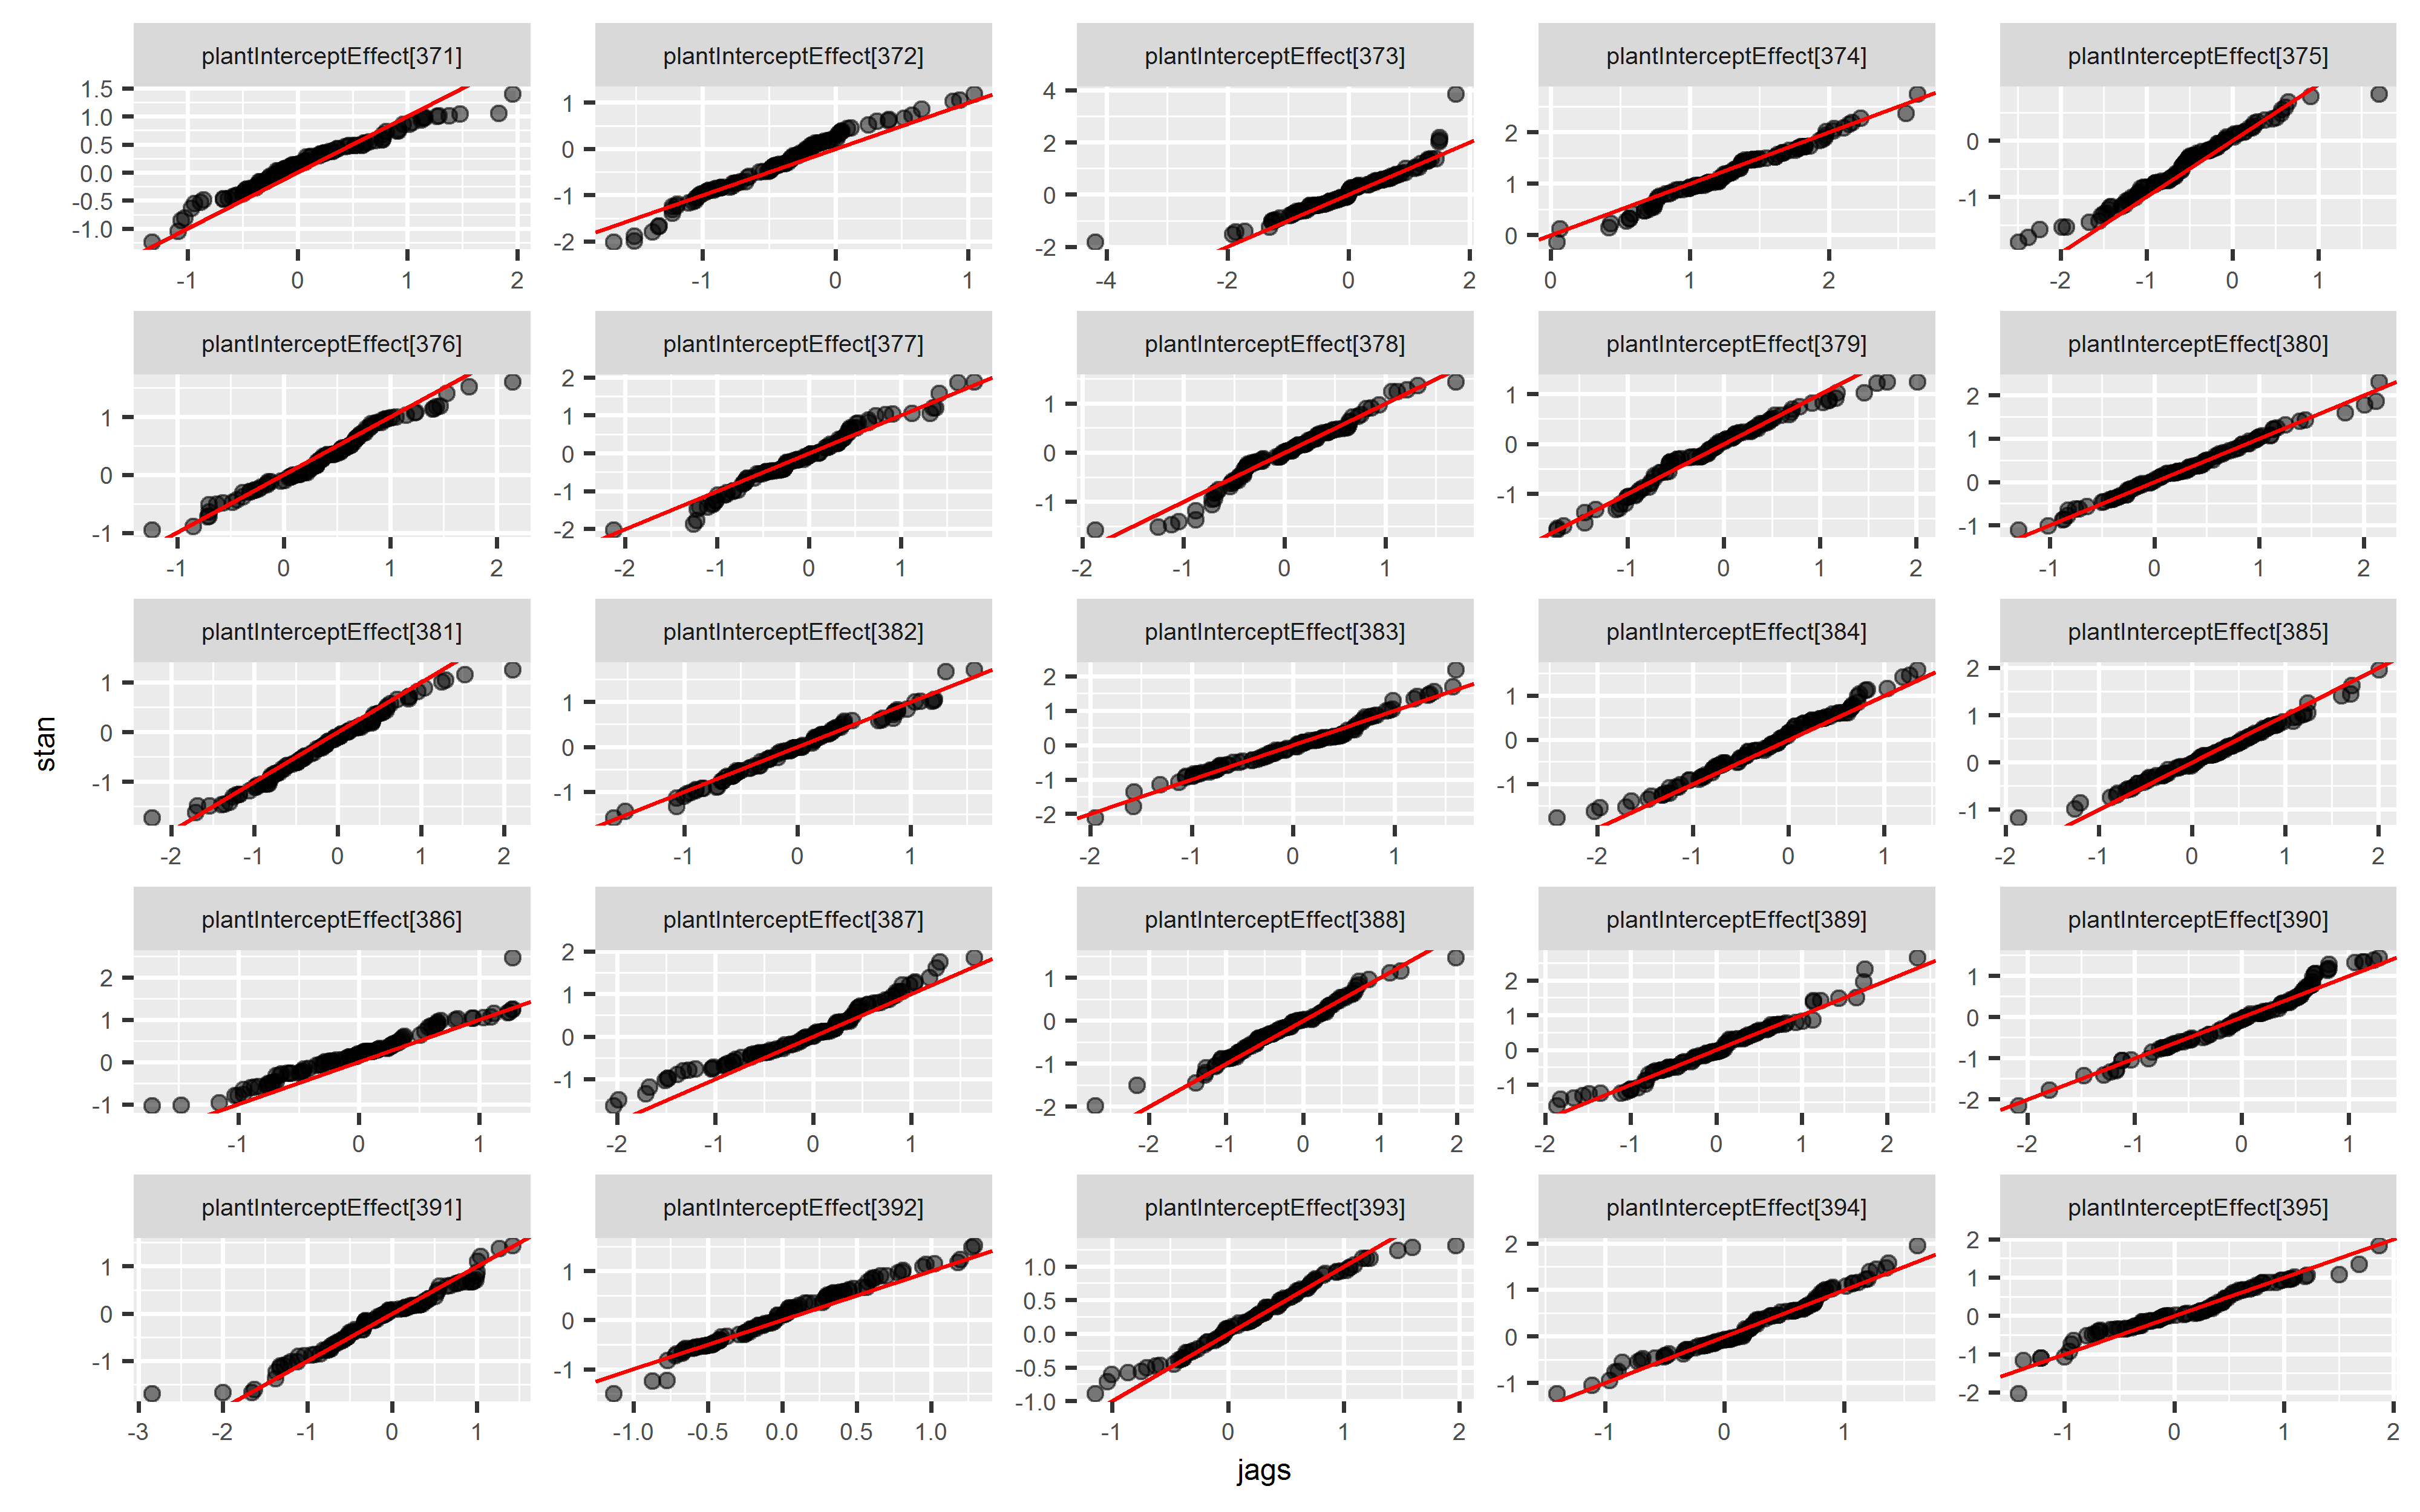 plantInterceptEffect[371] plantInterceptEffect[372] plantInterceptEffect[373] plantInterceptEffect[374] plantInterceptEffect[375]
1.5 1.0 0.5 0.0 -0.5 -1.0
1 0 -1 -2
4 2 0 -2
2 1 0
0 -1
-1 0 1 2
-1 0 1
-4 -2 0 2
0 1 2
-2 -1 0 1
plantInterceptEffect[376] plantInterceptEffect[377] plantInterceptEffect[378] plantInterceptEffect[379] plantInterceptEffect[380]
1 0 -1
2 1 0 -1 -2
1 0 -1
1 0 -1
2 1 0 -1
-1 0 1 2
-2 -1 0 1
-2 -1 0 1
-1 0 1 2
-1 0 1 2
stan
plantInterceptEffect[381] plantInterceptEffect[382] plantInterceptEffect[383] plantInterceptEffect[384] plantInterceptEffect[385]
1 0 -1
1 0 -1
2 1 0 -1 -2
1 0 -1
2 1 0 -1
-2 -1 0 1 2
-1 0 1
-2 -1 0 1
-2 -1 0 1
-2 -1 0 1 2
plantInterceptEffect[386] plantInterceptEffect[387] plantInterceptEffect[388] plantInterceptEffect[389] plantInterceptEffect[390]
2 1 0 -1
2 1 0 -1
1 0 -1 -2
2 1 0 -1
1 0 -1 -2
-1 0 1
-2 -1 0 1
-2 -1 0 1 2
-2 -1 0 1 2
-2 -1 0 1
plantInterceptEffect[391] plantInterceptEffect[392] plantInterceptEffect[393] plantInterceptEffect[394] plantInterceptEffect[395]
1 0 -1
1 0 -1
1.0 0.5 0.0 -0.5 -1.0
2 1 0 -1
2 1 0 -1 -2
-3 -2 -1 0 1
-1.0 -0.5 0.0 0.5 1.0
-1 0 1 2
-1 0 1
-1 0 1 2
jags